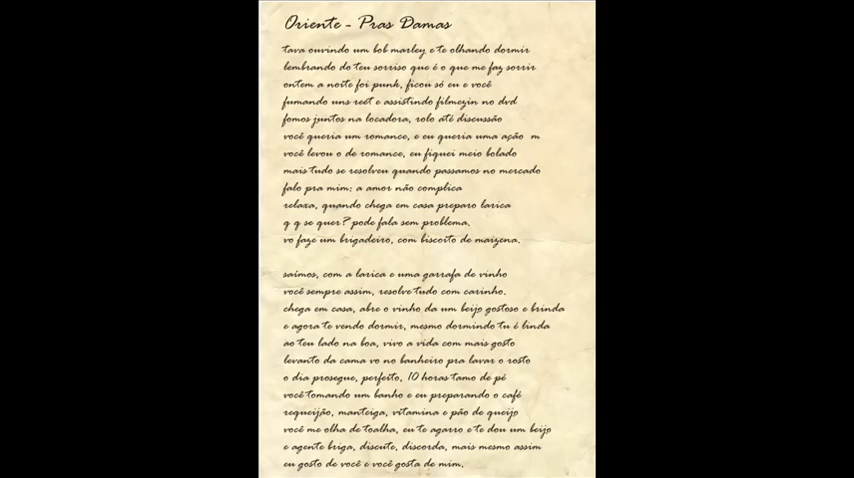 Oriente - Pras Damas
tava ouvindo um bob marley e te olhando dormir
lembrando do teu sorriso que é o que me faz sorrir
ontem a noite foi punk, ficou só eu e você
fumando uns reet e assistindo filmezin no dvd
fomos juntos na locadora, rolo até discussão
você queria um romance, e eu queria uma ação m
você levou o de romance, eu fiquei meio bolado
mais tudo se resolveu quando passamos no mercado
falo pra mim: a amor não complica
relaxa, quando chega em casa preparo larica
q q se quer? pode fala sem problema.
vo faze um brigadeiro, com biscoito de maizena.
saímos, com a larica e uma garrafa de vinho
você sempre assim, resolve tudo com carinho.
chega em casa, abre o vinho da um beijo gostoso e brinda
e agora te vendo dormir, mesmo dormindo tu é linda
ao teu lado na boa, vivo a vida com mais gosto
levanto da cama vo no banheiro pra lavar o rosto
o dia prosegue, perfeito, 10 horas tamo de pé
você tomando um banho e eu preparando o café
requeijão, manteiga, vitamina e pão de queijo
você me olha de toalha, eu te agarro e te dou um beijo
e agente briga, discute, discorda, mais mesmo assim
eu gosto de você e você gosta de mim.